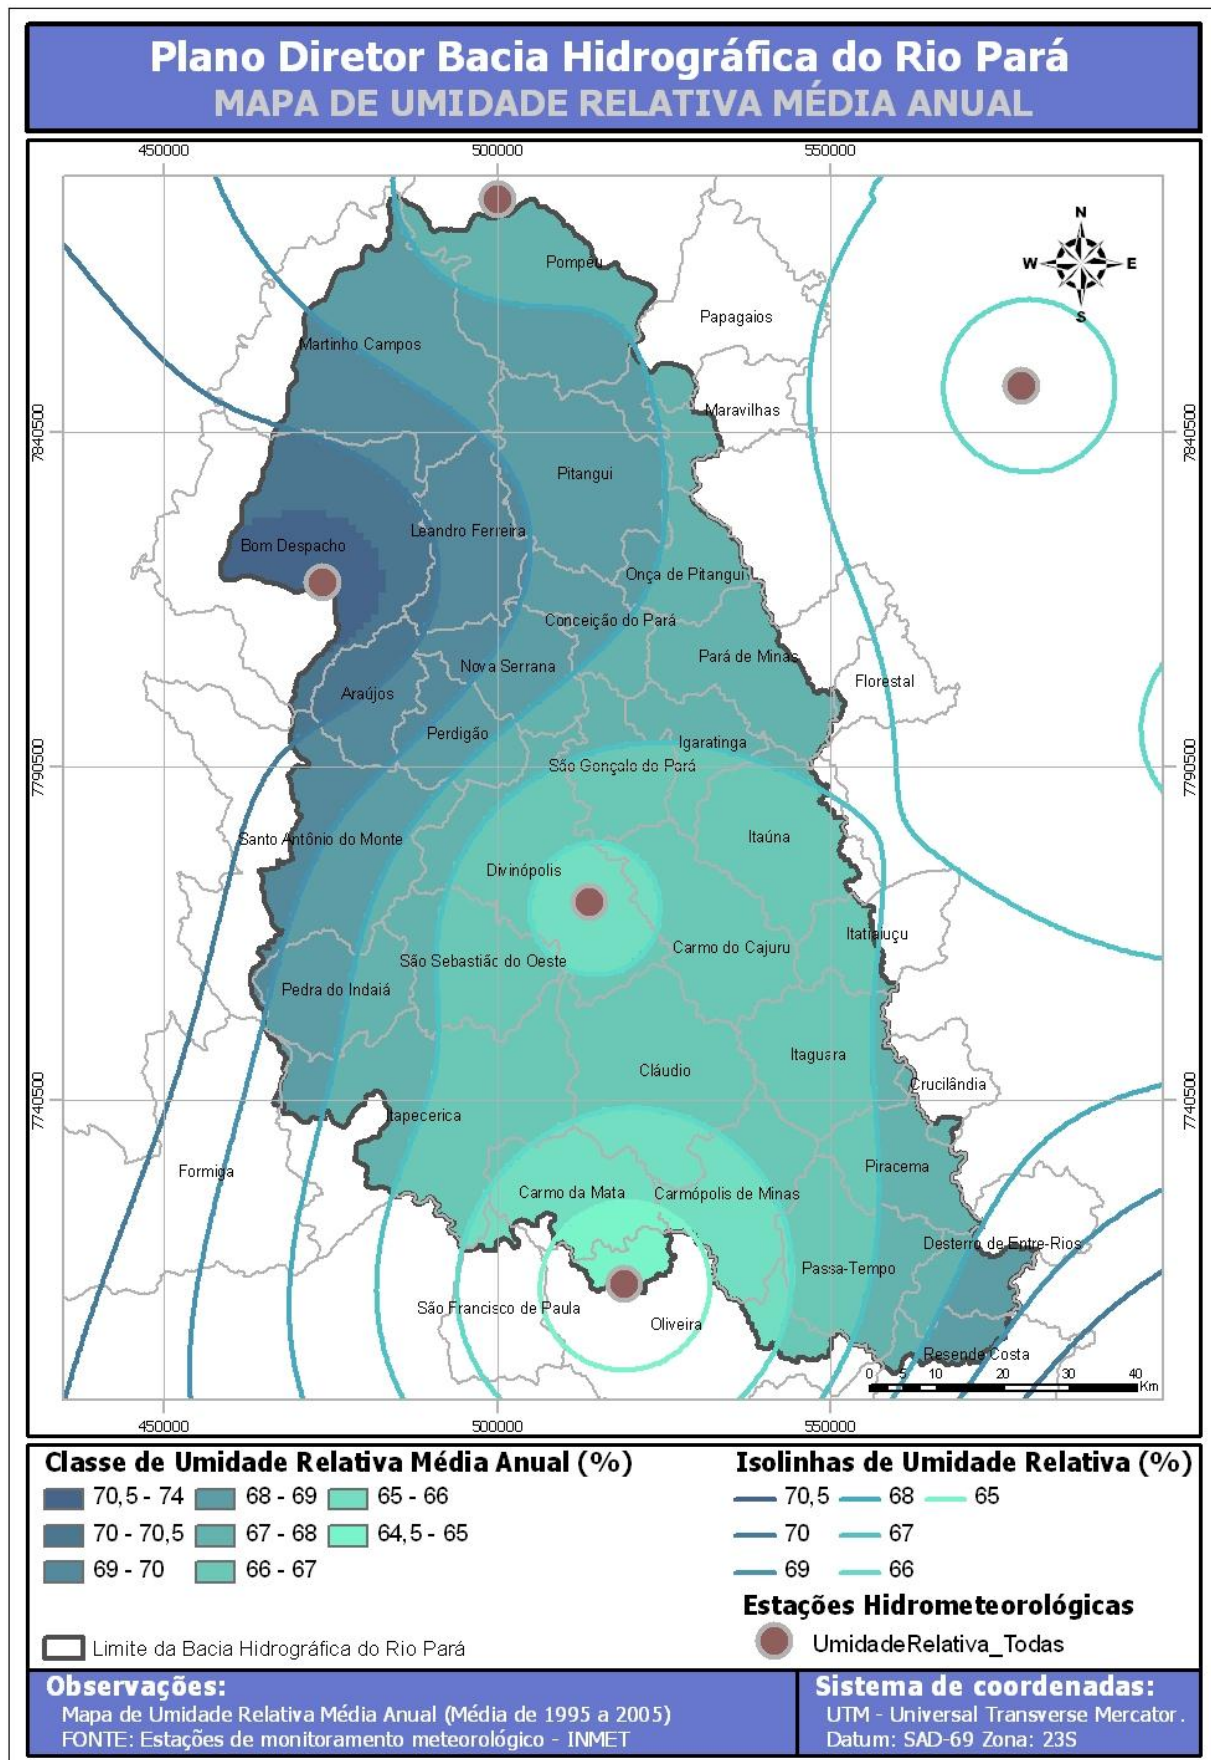 Plano Diretor Bacia Hidrográfica do Rio Pará
MAPA DE UMIDADE RELATIVA MÉDIA ANUAL
450000 500000 550000
N
W E
S
Pompéu
Papagaios
Martinho Campos
Maravilhas
7840500 7840500
Pitangui
Leandro Ferreira
Bom Despacho
Onça de Pitangui
Conceição do Pará
Pará de Minas
Nova Serrana
Florestal
Araújos
Perdigão
Igaratinga
São Gonçalo do Pará
7790500 7790500
Santo Antônio do Monte
Itaúna
Divinópolis
Itatiaiuçu
Carmo do Cajuru
São Sebastião do Oeste
Pedra do Indaiá
Itaguara
Cláudio
Crucilândia
7740500 7740500
Itapecerica
Formiga
Piracema
Carmo da Mata
Carmópolis de Minas
Desterro de Entre-Rios
Passa-Tempo
São Francisco de Paula
Oliveira
Resende Costa
0 5 10 20 30 40
Km
450000 500000 550000
Classe de Umidade Relativa Média Anual (%)
70,5 - 74 68 - 69 65 - 66
70 - 70,5 67 - 68 64,5 - 65
69 - 70 66 - 67
Limite da Bacia Hidrográfica do Rio Pará
Isolinhas de Umidade Relativa (%)
70,5 68 65
70 67
69 66
Estações Hidrometeorológicas
UmidadeRelativa_Todas
Observações:
Mapa de Umidade Relativa Média Anual (Média de 1995 a 2005)
FONTE: Estações de monitoramento meteorológico - INMET
Sistema de coordenadas:
UTM - Universal Transverse Mercator.
Datum: SAD-69 Zona: 23S